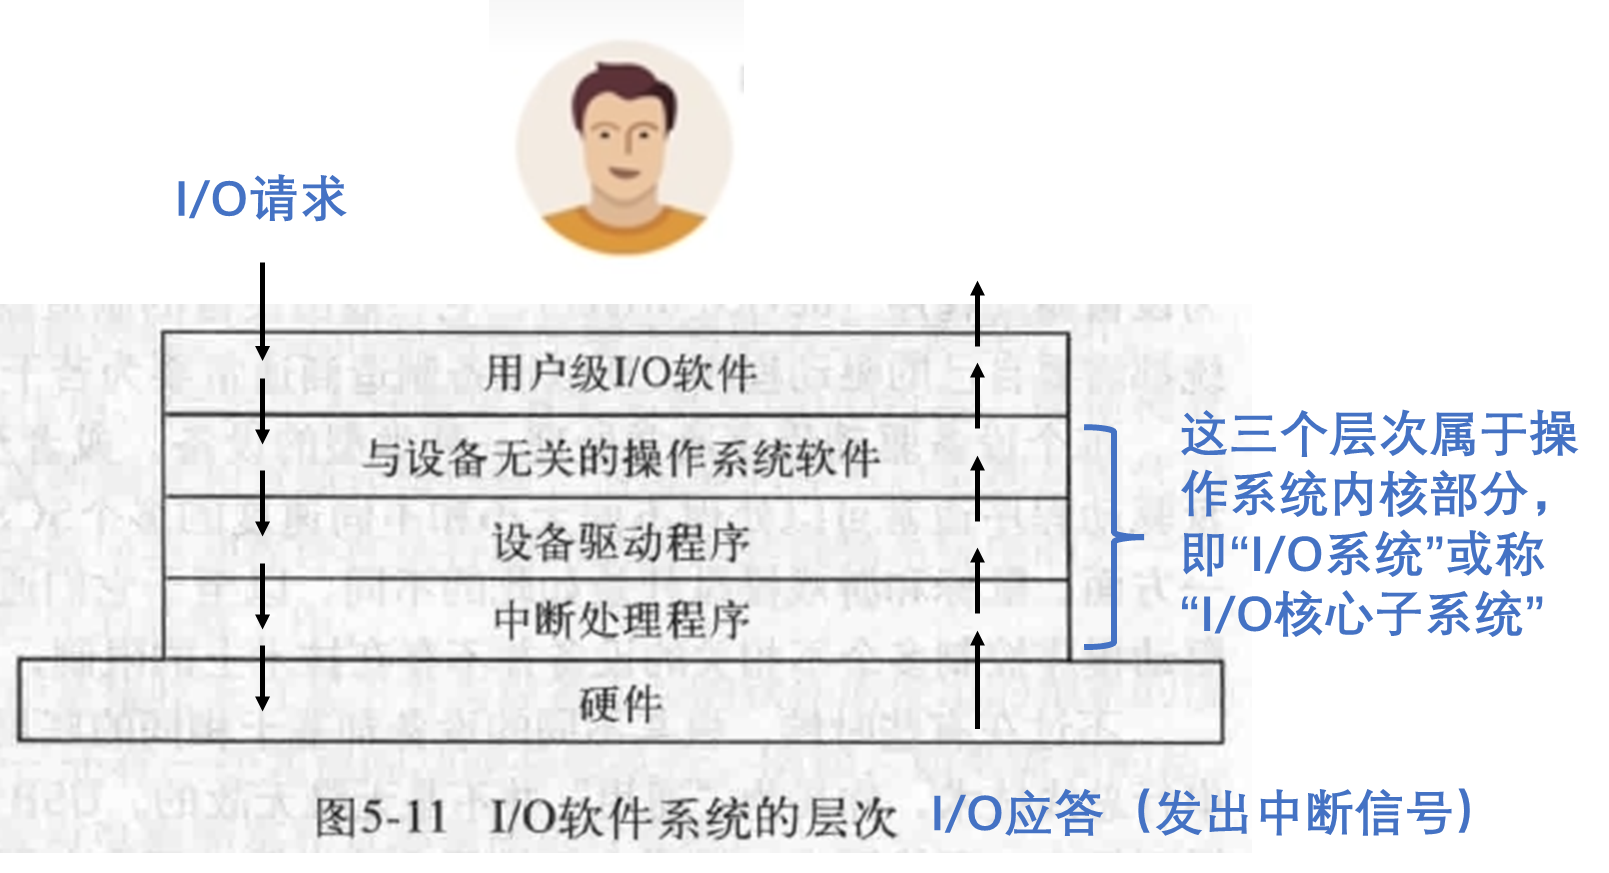 I/O请求
用户级I/O软件
与设备无关的操作系统软件
设备驱动程序
中断处理程序
硬件
这三个层次属于操
作系统内核部分，
即“I/O系统”或称
“I/O核心子系统”
图5-11 I/O软件系统的层次
I/O应答（发出中断信号）